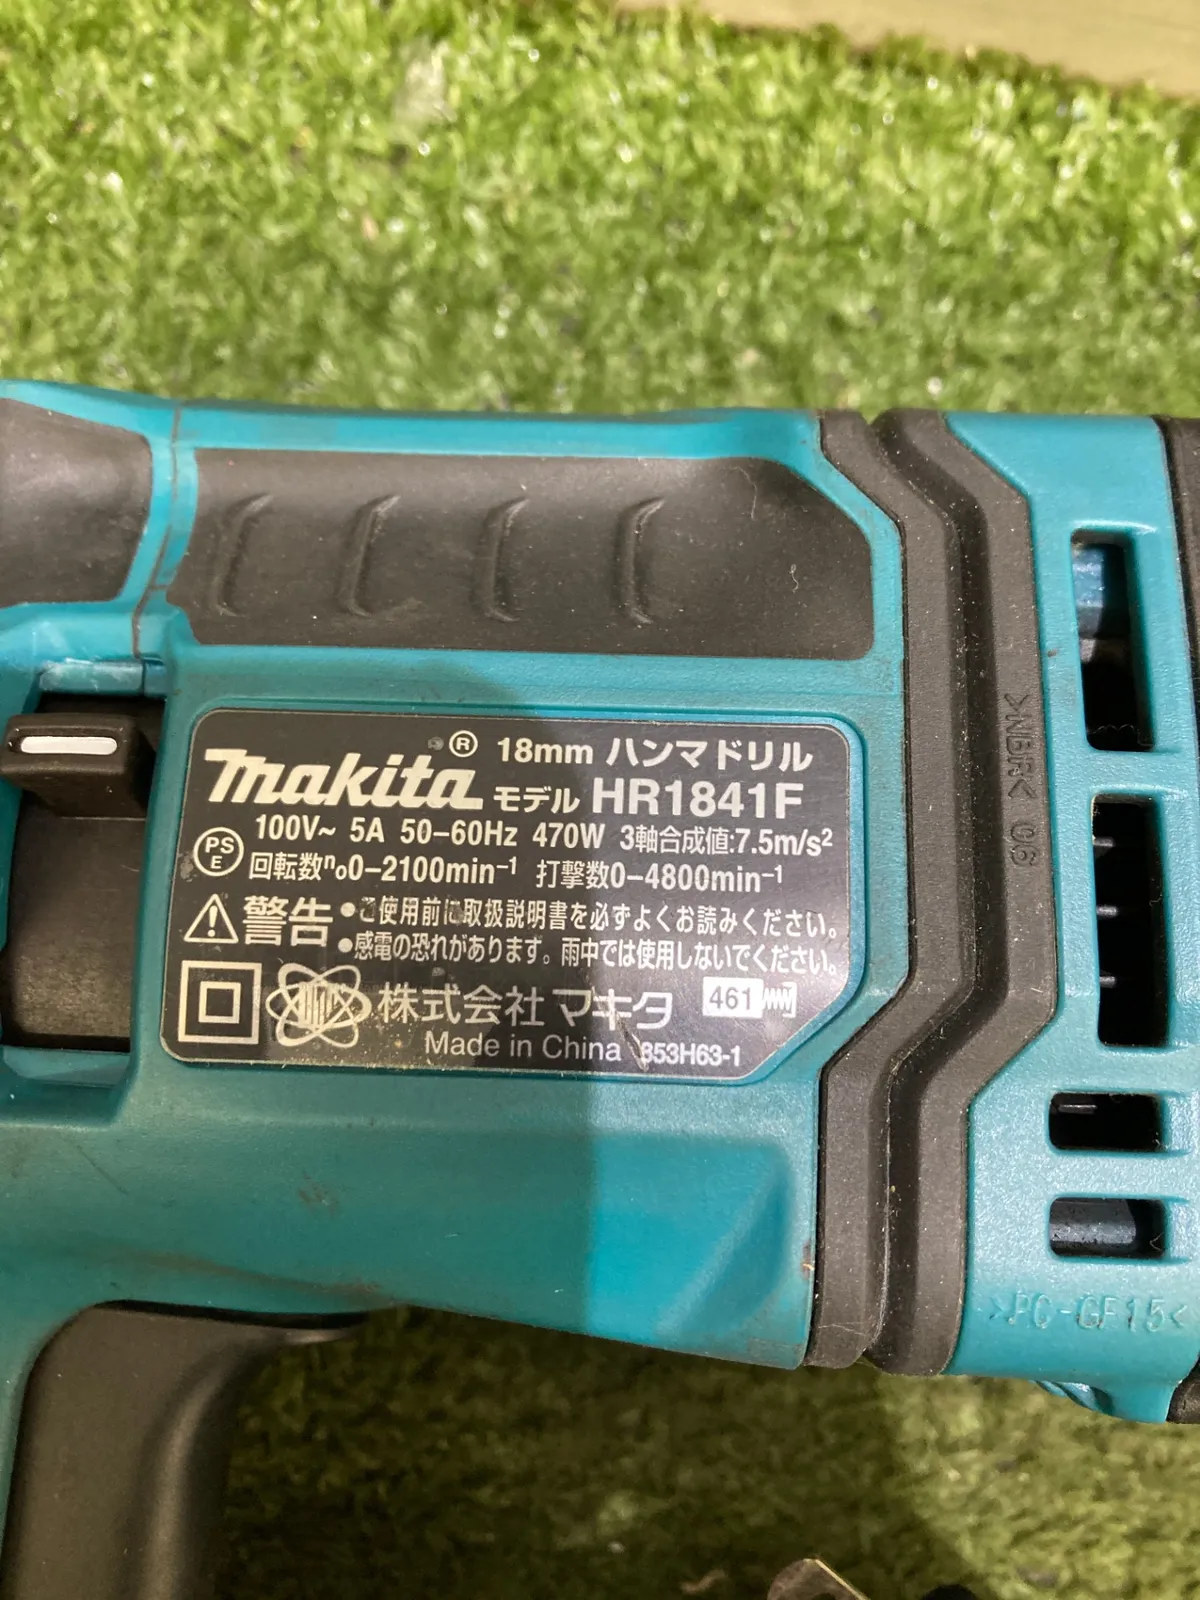 makita® 18mm ハンマドリル
モデル HR1841F
100V~ 5A 50-60Hz 470W 3軸合成値:7.5m/s²
PS
E
回転数n₀0-2100min⁻¹ 打撃数0-4800min⁻¹
警告 ●ご使用前に取扱説明書を必ずよくお読みください。
●感電の恐れがあります。雨中では使用しないでください。
株式会社 マキタ 461
Made in China 853H63-1
>NBR<
>PC-GF15<